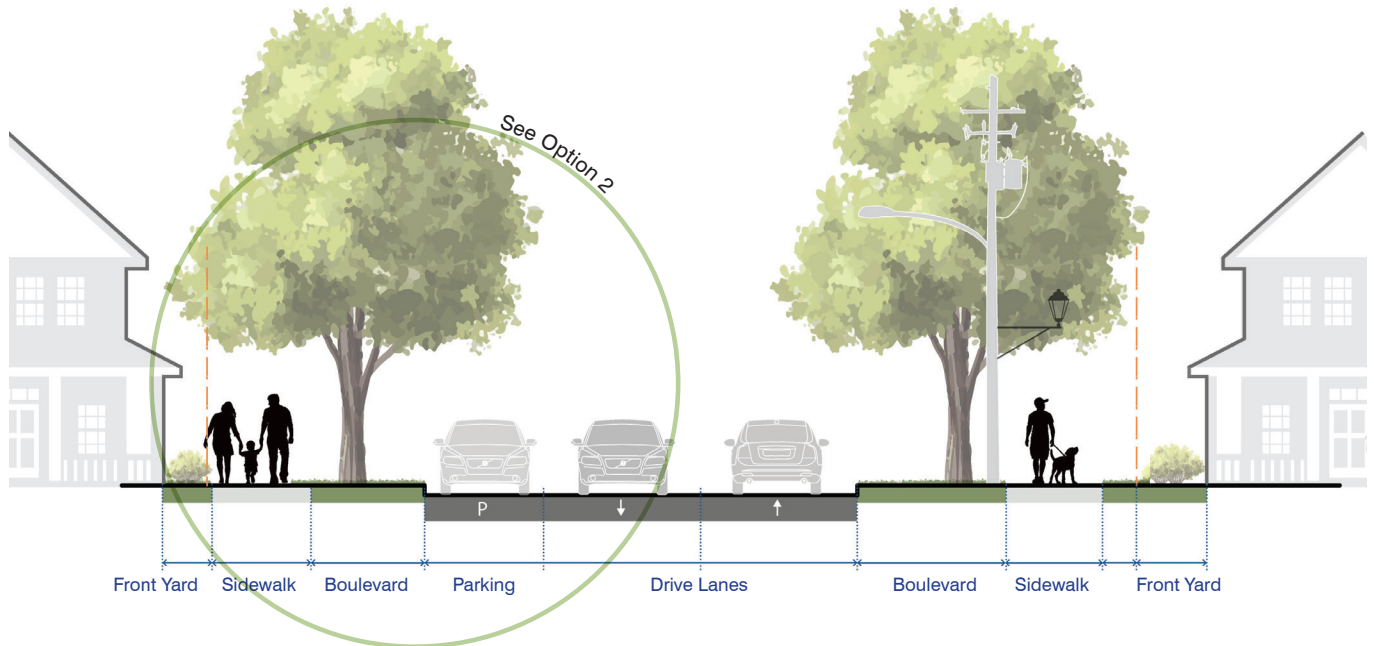 See Option 2
P
Front Yard Sidewalk Boulevard Parking Drive Lanes Boulevard Sidewalk Front Yard